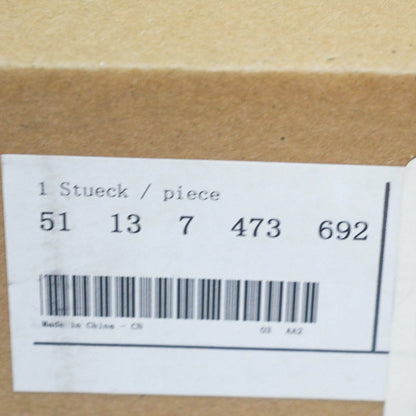 1 Stueck / piece
51 13 7 473 692
Made in China - CN 03 AA2